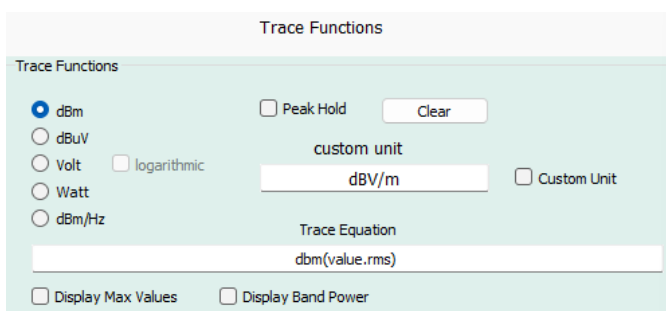 Trace Functions
Trace Functions
dBm
Peak Hold
Clear
dBuV
custom unit
Volt
logarithmic
dBV/m
Custom Unit
Watt
dBm/Hz
Trace Equation
dbm(value.rms)
Display Max Values
Display Band Power